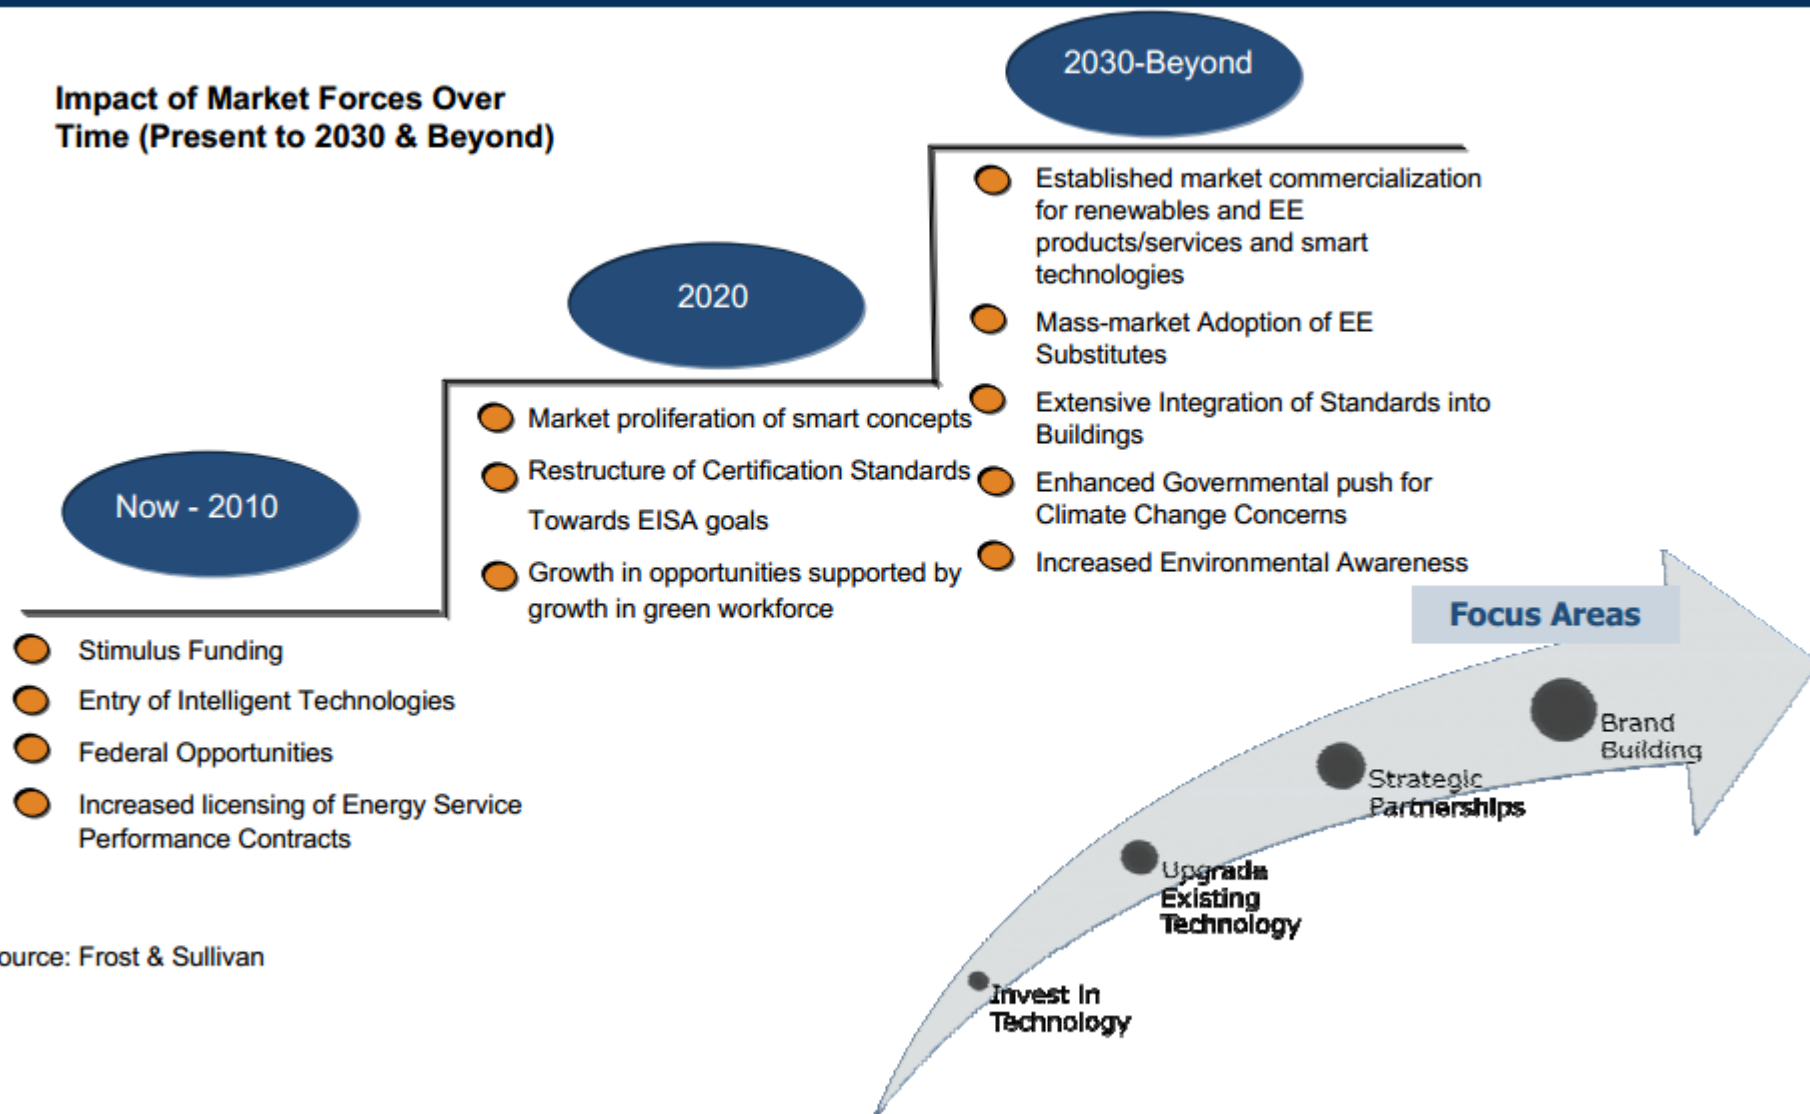 Impact of Market Forces Over
Time (Present to 2030 & Beyond)
2030-Beyond
Established market commercialization
for renewables and EE
products/services and smart
technologies
Mass-market Adoption of EE
Substitutes
Extensive Integration of Standards into
Buildings
Enhanced Governmental push for
Climate Change Concerns
Increased Environmental Awareness
2020
Market proliferation of smart concepts
Restructure of Certification Standards
Towards EISA goals
Growth in opportunities supported by
growth in green workforce
Now - 2010
Stimulus Funding
Entry of Intelligent Technologies
Federal Opportunities
Increased licensing of Energy Service
Performance Contracts
Focus Areas
Brand
Building
Strategic
Partnerships
Upgrade
Existing
Technology
Invest in
Technology
ource: Frost & Sullivan